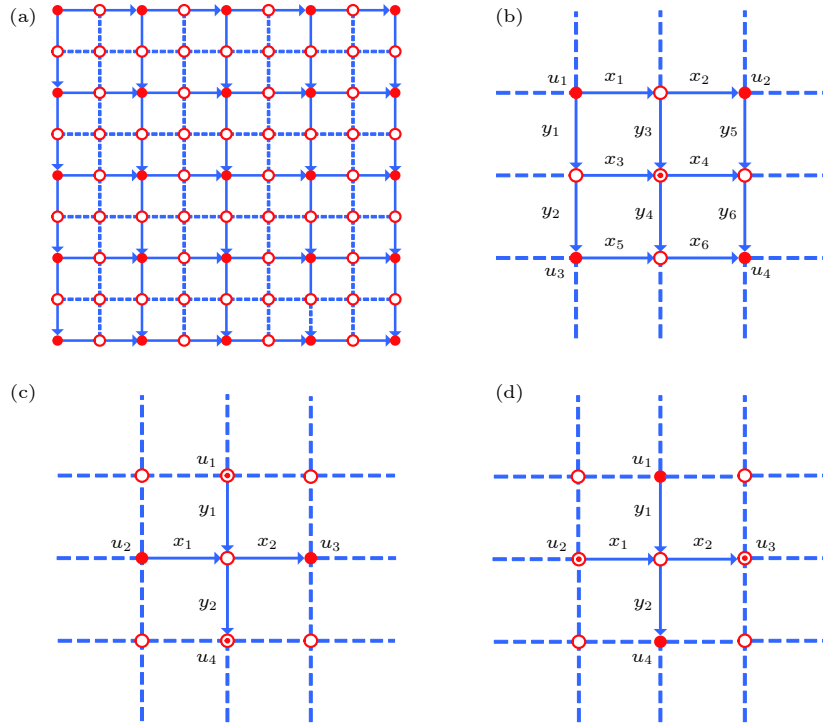 (a)
(b)
u₁ x₁ x₂ u₂
y₁ y₃ y₅
x₃ x₄
y₂ y₄ y₆
x₅ x₆
u₃ u₄
(c)
u₁
y₁
u₂ x₁ x₂ u₃
y₂
u₄
(d)
u₁
y₁
u₂ x₁ x₂ u₃
y₂
u₄